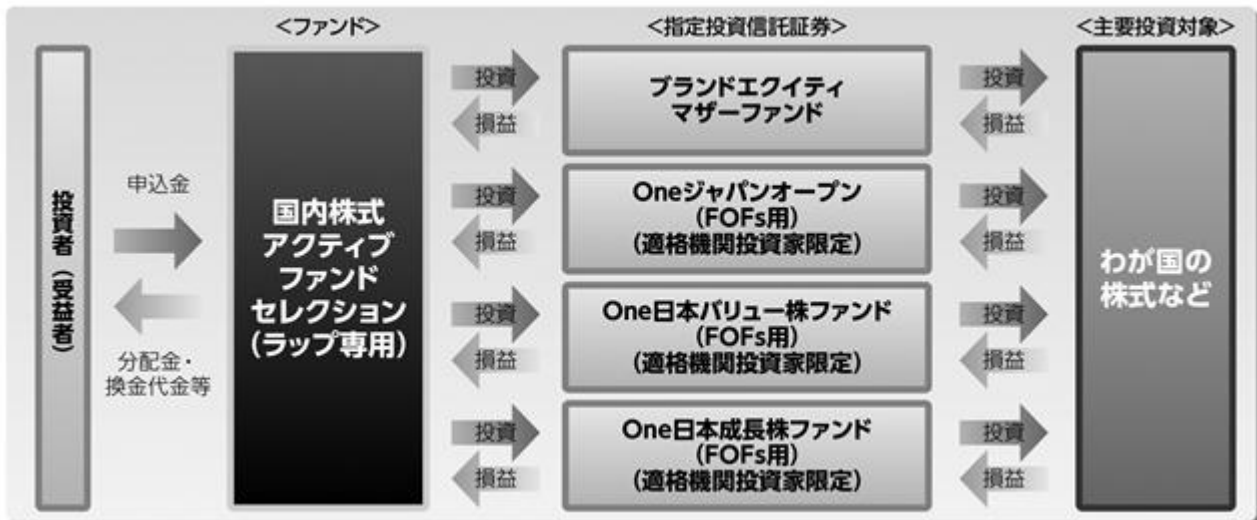 <ファンド>
<指定投資信託証券>
<主要投資対象>
投資者（受益者）
申込金
分配金・
換金代金等
国内株式
アクティブ
ファンド
セレクション
（ラップ専用）
投資
損益
ブランドエクイティ
マザーファンド
投資
損益
投資
損益
Oneジャパンオープン
（FOFs用）
（適格機関投資家限定）
投資
損益
投資
損益
One日本バリュー株ファンド
（FOFs用）
（適格機関投資家限定）
投資
損益
投資
損益
One日本成長株ファンド
（FOFs用）
（適格機関投資家限定）
投資
損益
わが国の
株式など